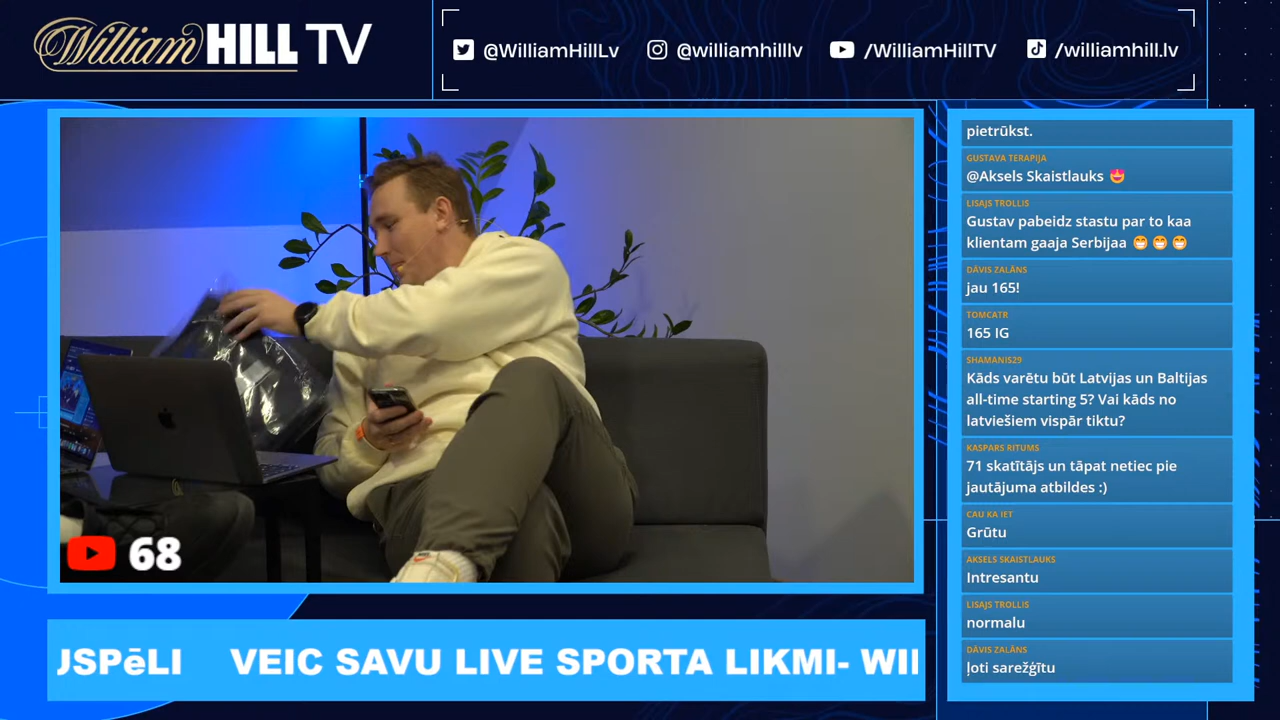 William HILL TV
@WilliamHillLv
@williamhilllv
/WilliamHillTV
/williamhill.lv
pietrūkst.
GUSTAVA TERAPIJA
@Aksels Skaistlauks 😍
LISAJS TROLLIS
Gustav pabeidz stastu par to kaa
klientam gaaja Serbijaa 😁 😁 😁
DĀVIS ZALĀNS
jau 165!
TOMCATR
165 IG
SHAMANIS29
Kāds varētu būt Latvijas un Baltijas
all-time starting 5? Vai kāds no
latviešiem vispār tiktu?
KASPARS RITUMS
71 skatītājs un tāpat netiec pie
jautājuma atbildes :)
CAU KA IET
Grūtu
AKSELS SKAISTLAUKS
Intresantu
LISAJS TROLLIS
normalu
DĀVIS ZALĀNS
ļoti sarežģītu
68
JSPēLI VEIC SAVU LIVE SPORTA LIKMI- WII